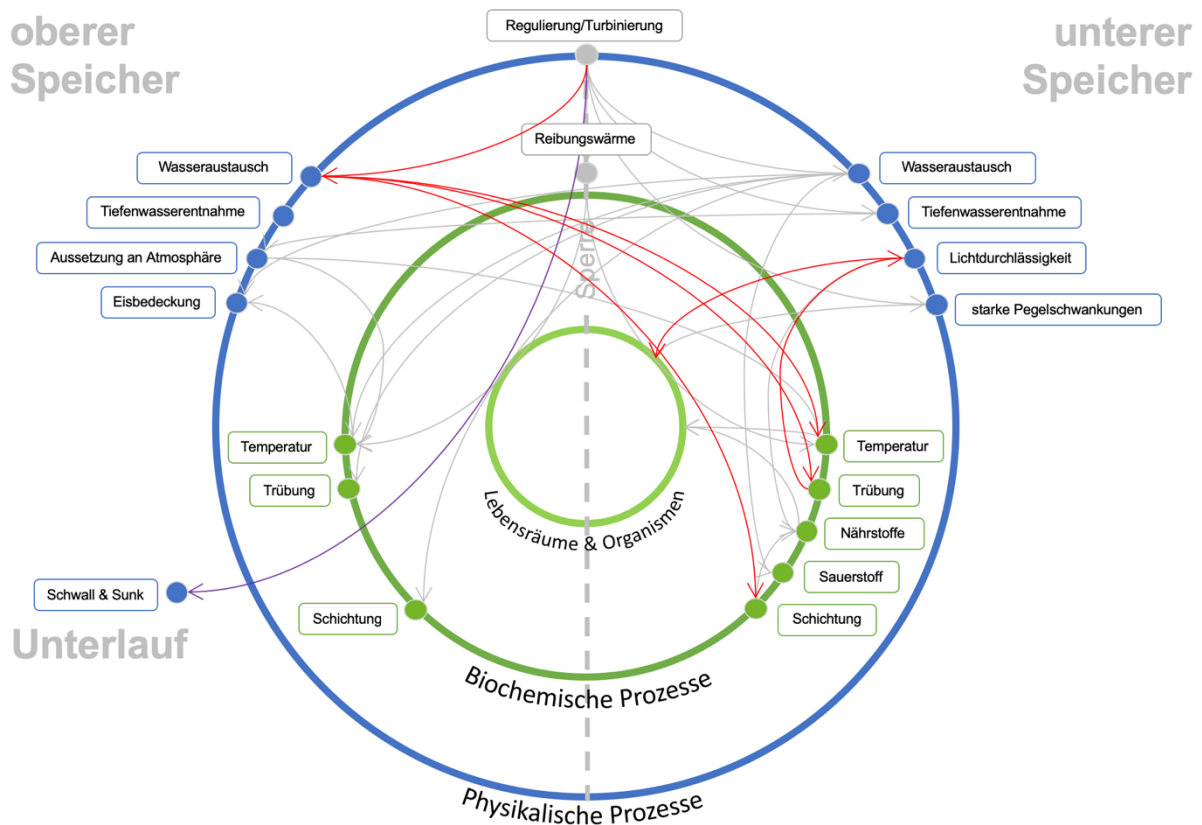 oberer
Speicher
Regulierung/Turbinierung
unterer
Speicher
Reibungswärme
Wasseraustausch
Tiefenwasserentnahme
Aussetzung an Atmosphäre
Eisbedeckung
Wasseraustausch
Tiefenwasserentnahme
Lichtdurchlässigkeit
starke Pegelschwankungen
Sperre
Temperatur
Trübung
Schichtung
Temperatur
Trübung
Nährstoffe
Sauerstoff
Schichtung
Lebensräume & Organismen
Schwall & Sunk
Unterlauf
Biochemische Prozesse
Physikalische Prozesse